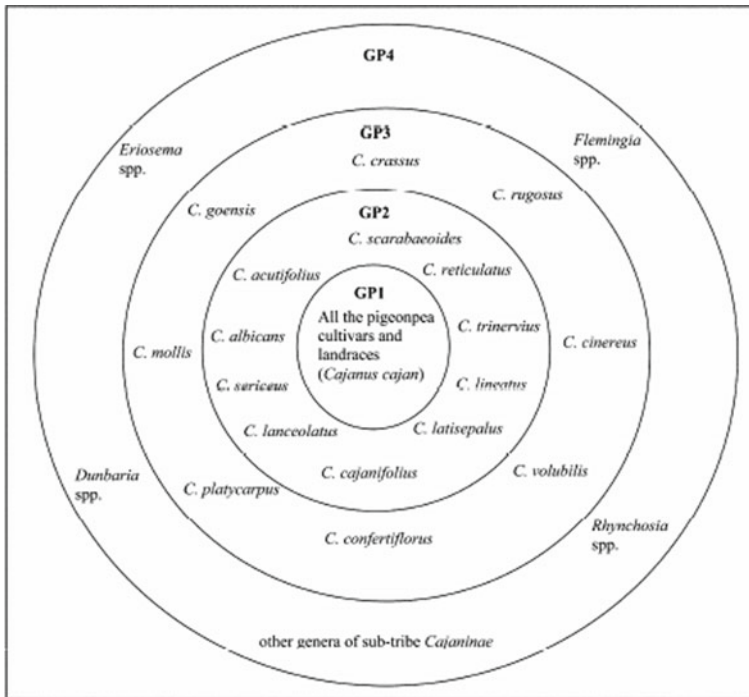 GP4
Eriosema
spp.
Flemingia
spp.
GP3
C. crassus
C. rugosus
C. goensis
GP2
C. scarabaeoides
C. acutifolius
C. reticulatus
GP1
All the pigeonpea
cultivars and
landraces
(Cajanus cajan)
C. trinervius
C. albicans
C. cinereus
C. mollis
C. sericeus
C. lineatus
C. lanceolatus
C. latisepalus
C. cajanifolius
C. volubilis
Dunbaria
spp.
C. platycarpus
Rhynchosia
spp.
C. confertiflorus
other genera of sub-tribe Cajaninae